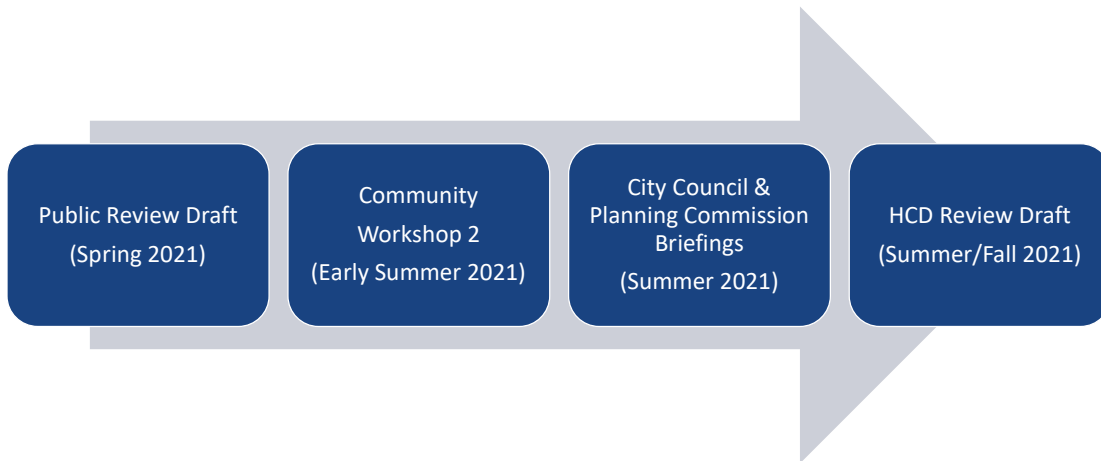 Public Review Draft
(Spring 2021)
Community
Workshop 2
(Early Summer 2021)
City Council &
Planning Commission
Briefings
(Summer 2021)
HCD Review Draft
(Summer/Fall 2021)